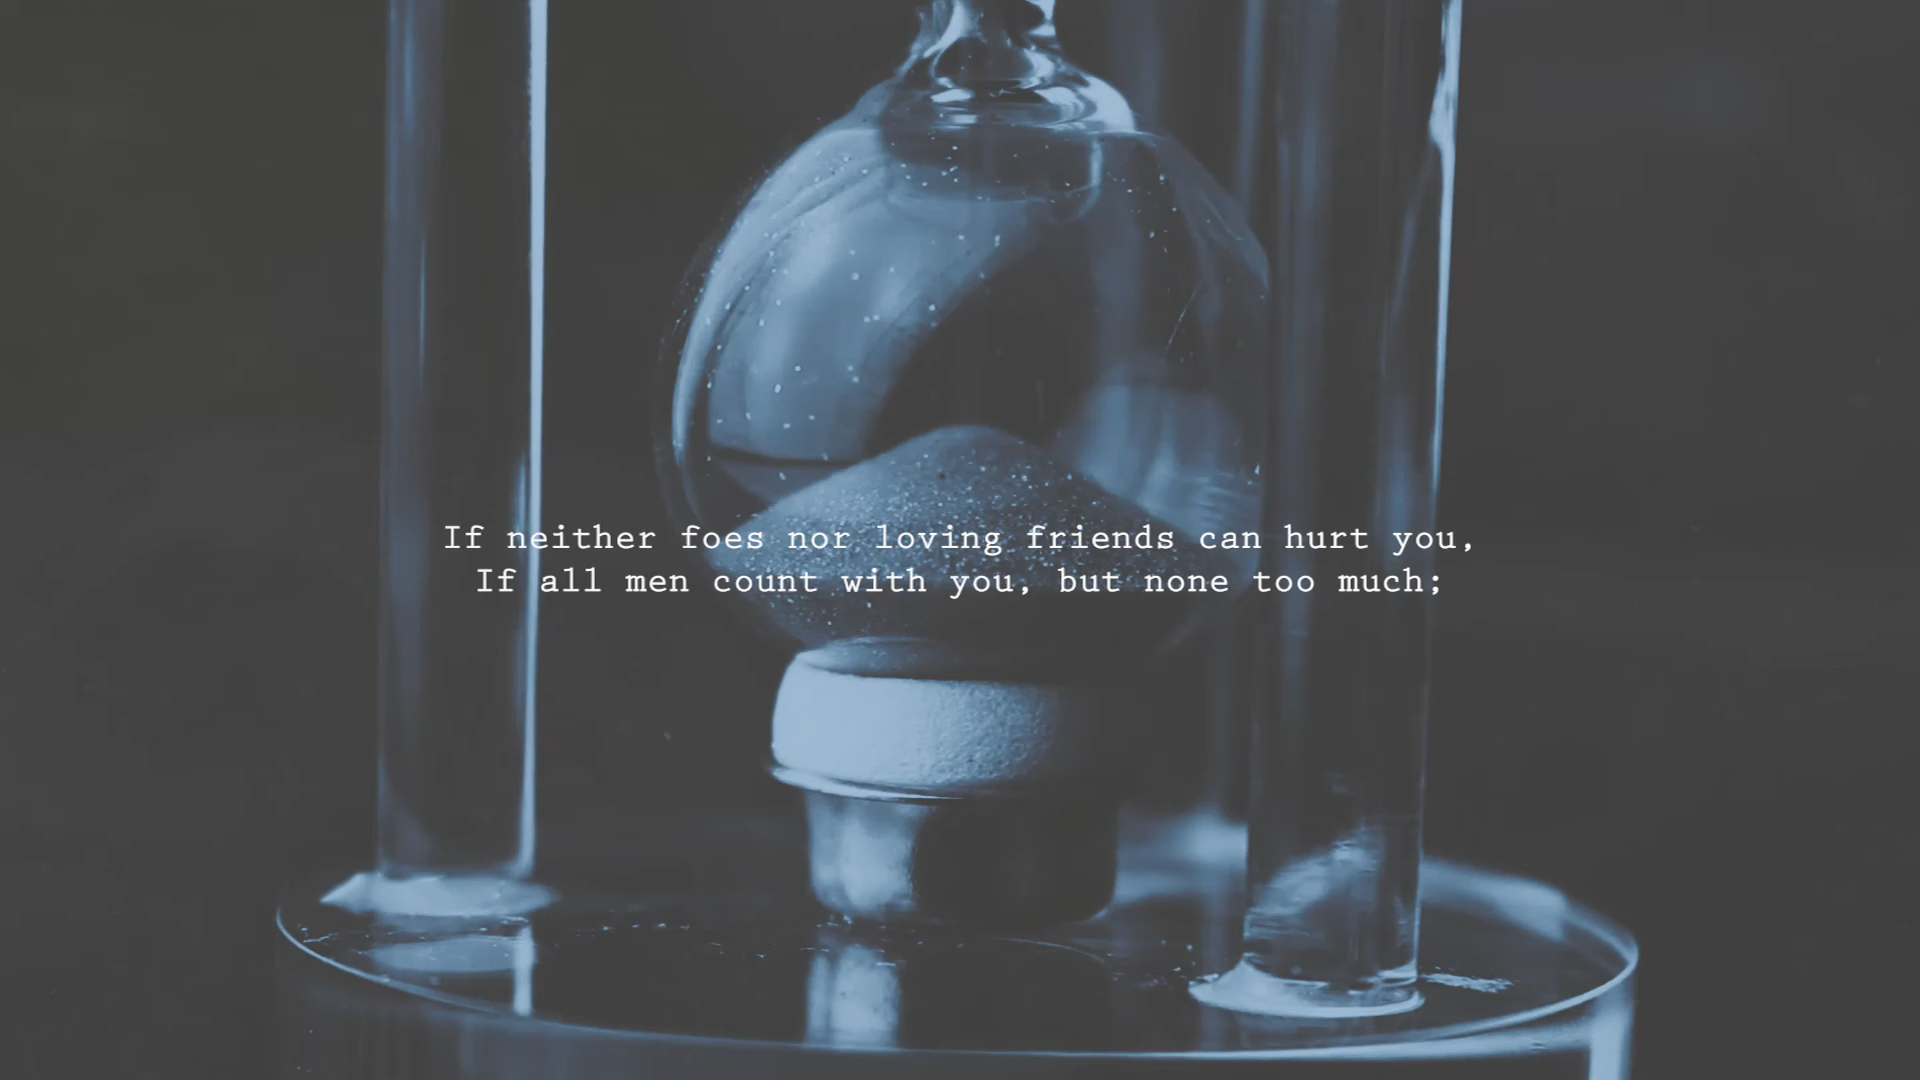 If neither foes nor loving friends can hurt you,
If all men count with you, but none too much;